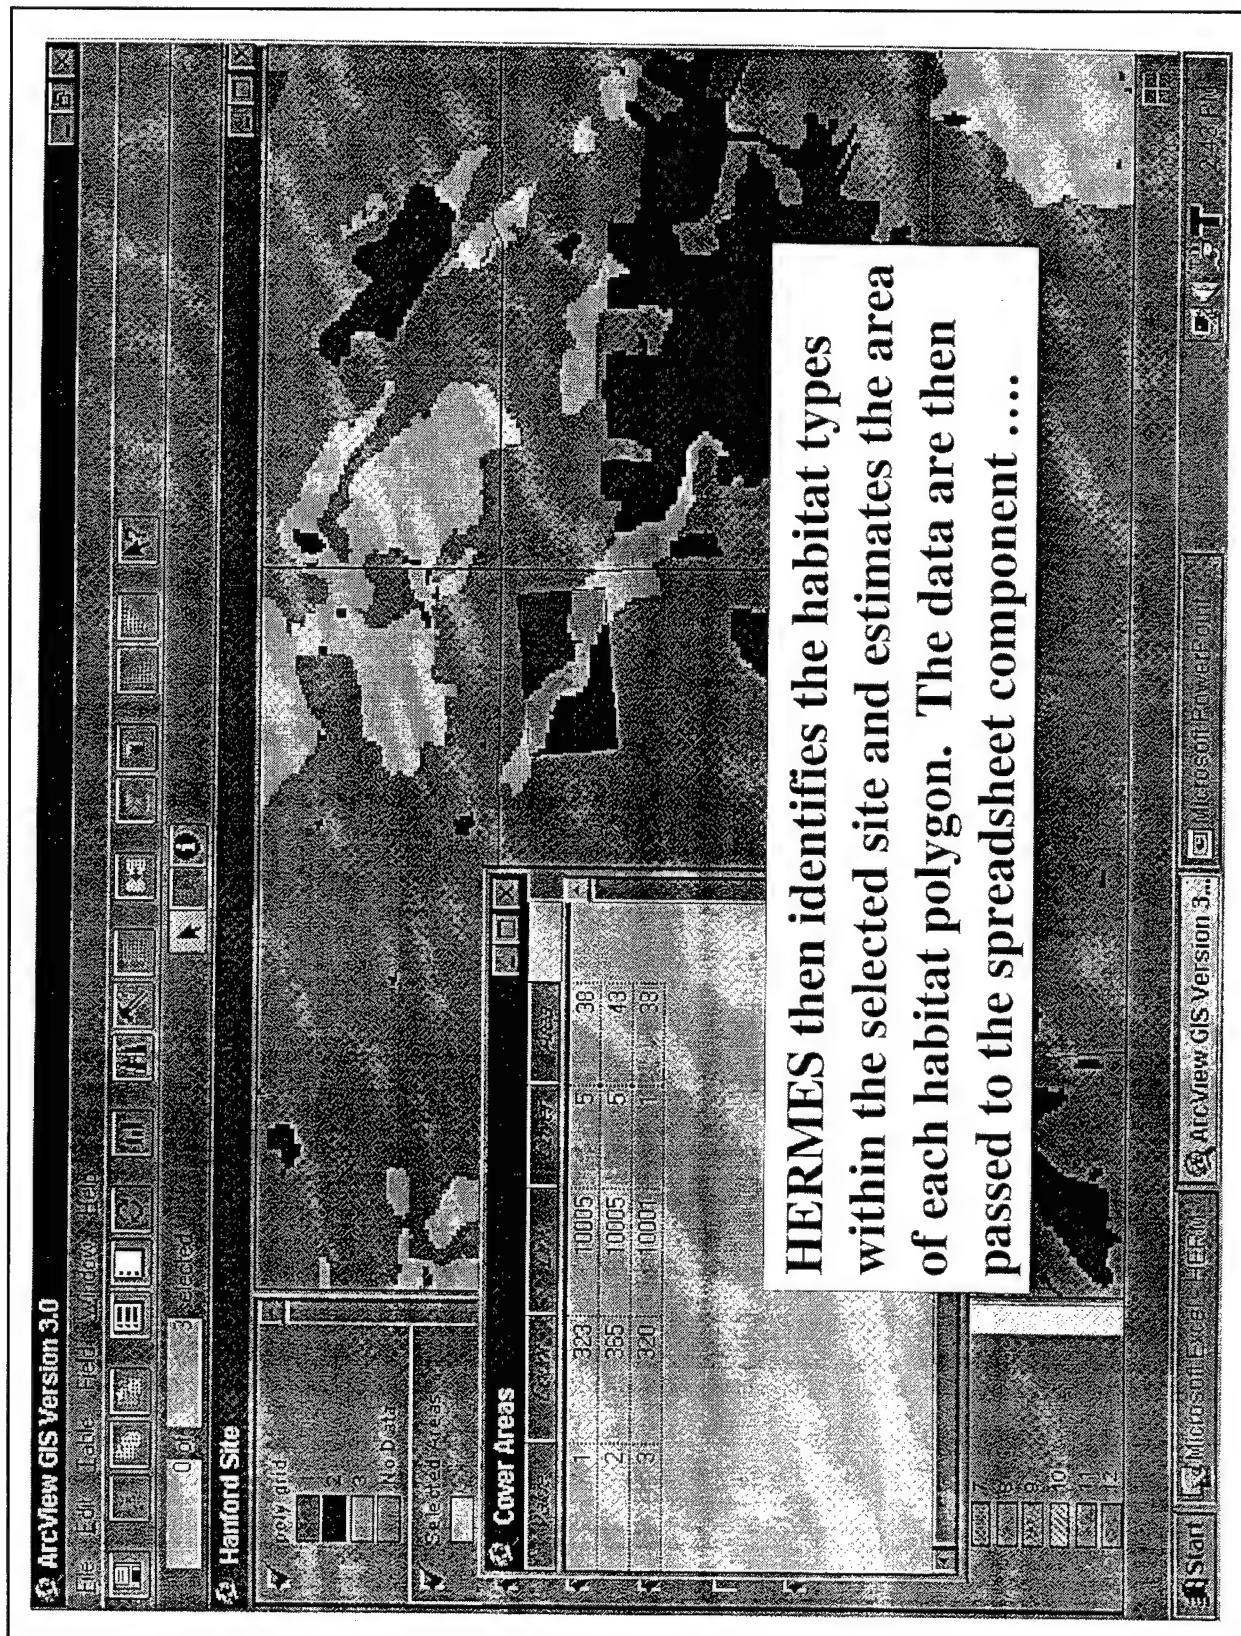 ArcView GIS Version 3.0
File Edit Table Field Window Help
0 of 3 selected
Hanford Site
poly grid
2
3
No Data
Selected Areas
Cover Areas
1 323 10005 5 38
2 365 10005 5 43
3 320 10001 1 33
7
8
9
10
11
12
HERMES then identifies the habitat types
within the selected site and estimates the area
of each habitat polygon. The data are then
passed to the spreadsheet component ....
Start
Microsoft Excel - HERM
ArcView GIS Version 3...
Microsoft PowerPoint